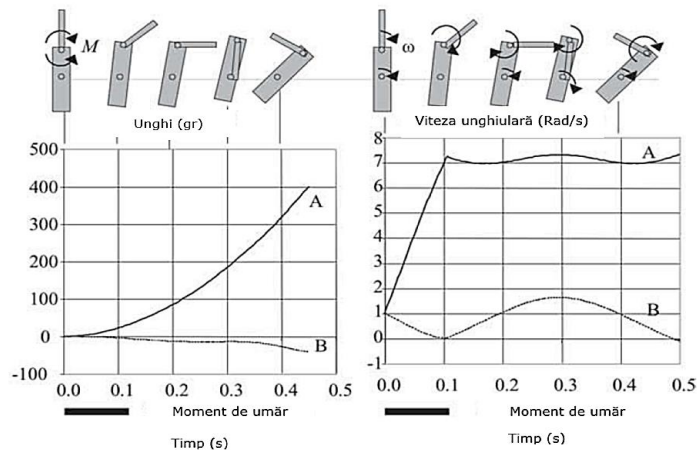 M
ω
Unghi (gr)
Viteza unghiulară (Rad/s)
500
400
300
200
100
0
-100
A
B
0.0 0.1 0.2 0.3 0.4 0.5
Moment de umăr
Timp (s)
8
7
6
5
4
3
2
1
0
-1
A
B
0.0 0.1 0.2 0.3 0.4 0.5
Moment de umăr
Timp (s)